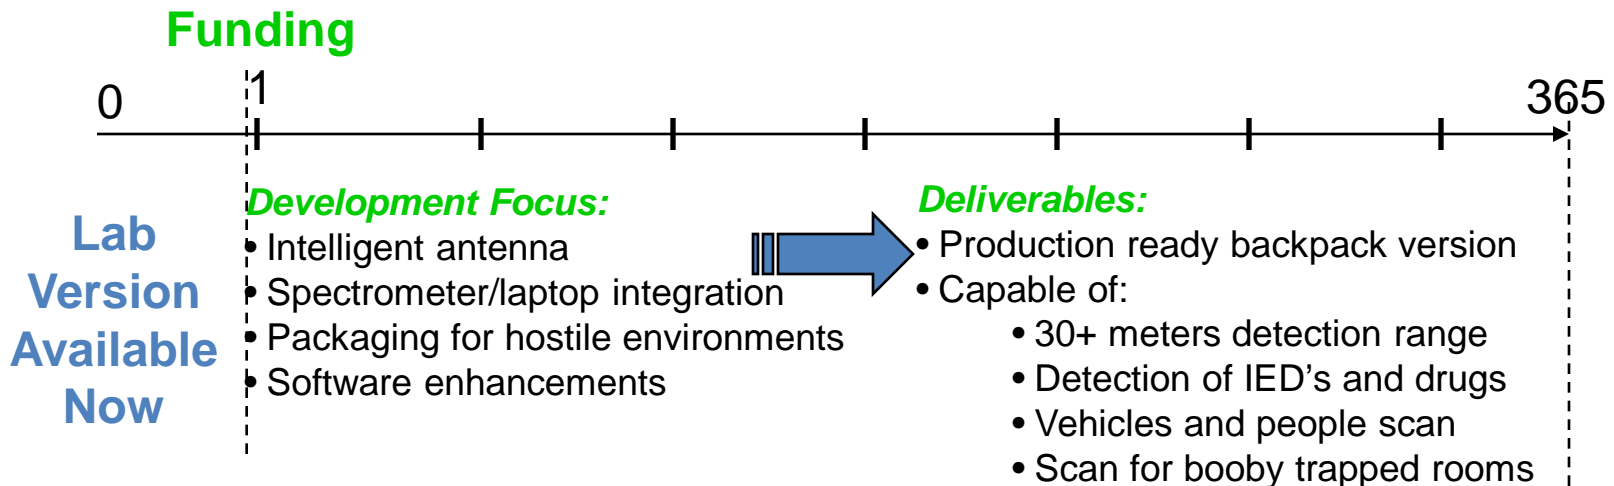 Funding
0
1
365
Lab
Version
Available
Now
Development Focus:
• Intelligent antenna
• Spectrometer/laptop integration
• Packaging for hostile environments
• Software enhancements
Deliverables:
• Production ready backpack version
• Capable of:
• 30+ meters detection range
• Detection of IED's and drugs
• Vehicles and people scan
• Scan for booby trapped rooms